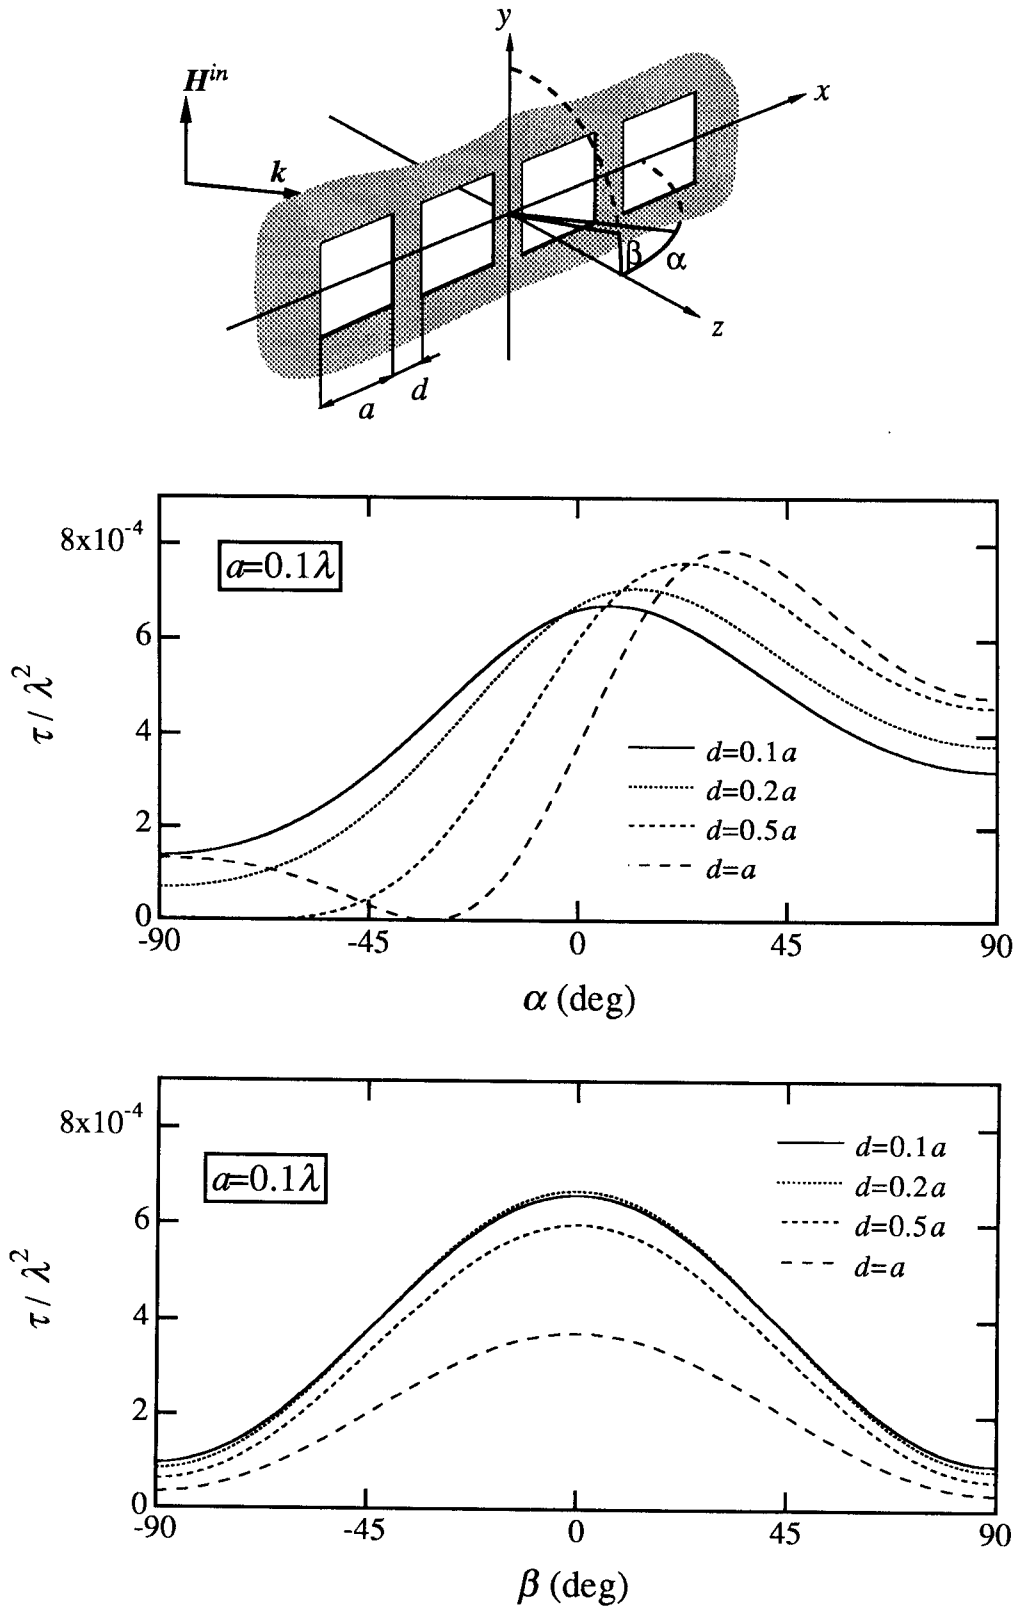 y
x
H^in
k
β
α
z
d
a
8x10^-4
a=0.1λ
6
τ / λ^2
4
d=0.1a
d=0.2a
2
d=0.5a
d=a
0
-90 -45 0 45 90
α (deg)
8x10^-4
d=0.1a
a=0.1λ
d=0.2a
6
d=0.5a
τ / λ^2
d=a
4
2
0
-90 -45 0 45 90
β (deg)